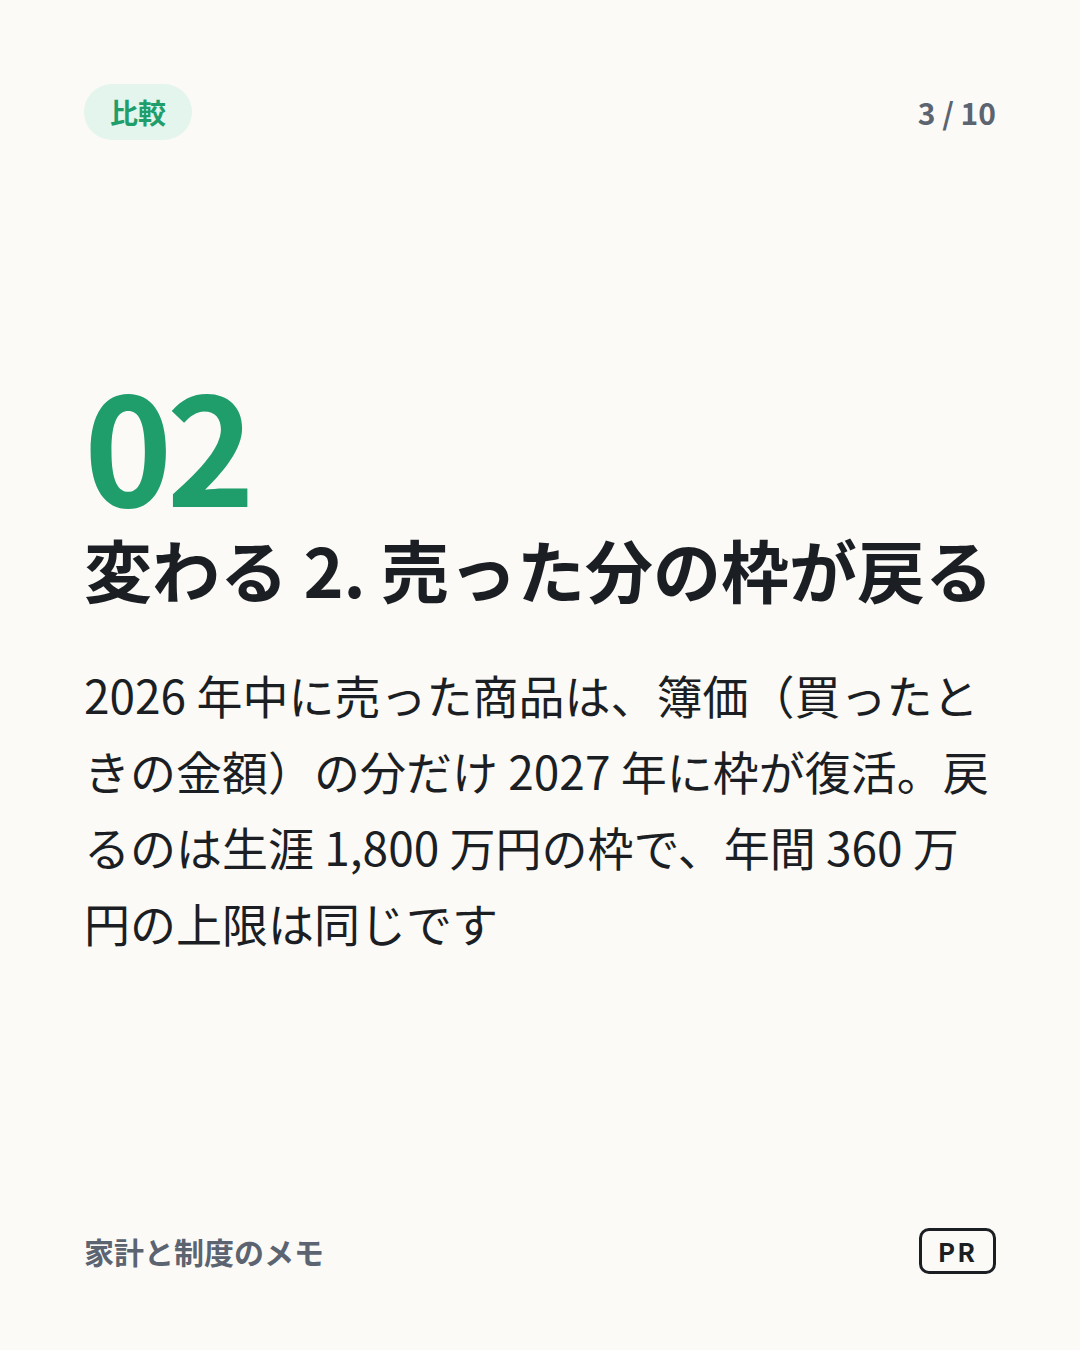 比較
3 / 10
02
変わる 2. 売った分の枠が戻る
2026 年中に売った商品は、簿価（買ったと
きの金額）の分だけ 2027 年に枠が復活。戻
るのは生涯 1,800 万円の枠で、年間 360 万
円の上限は同じです
家計と制度のメモ
PR